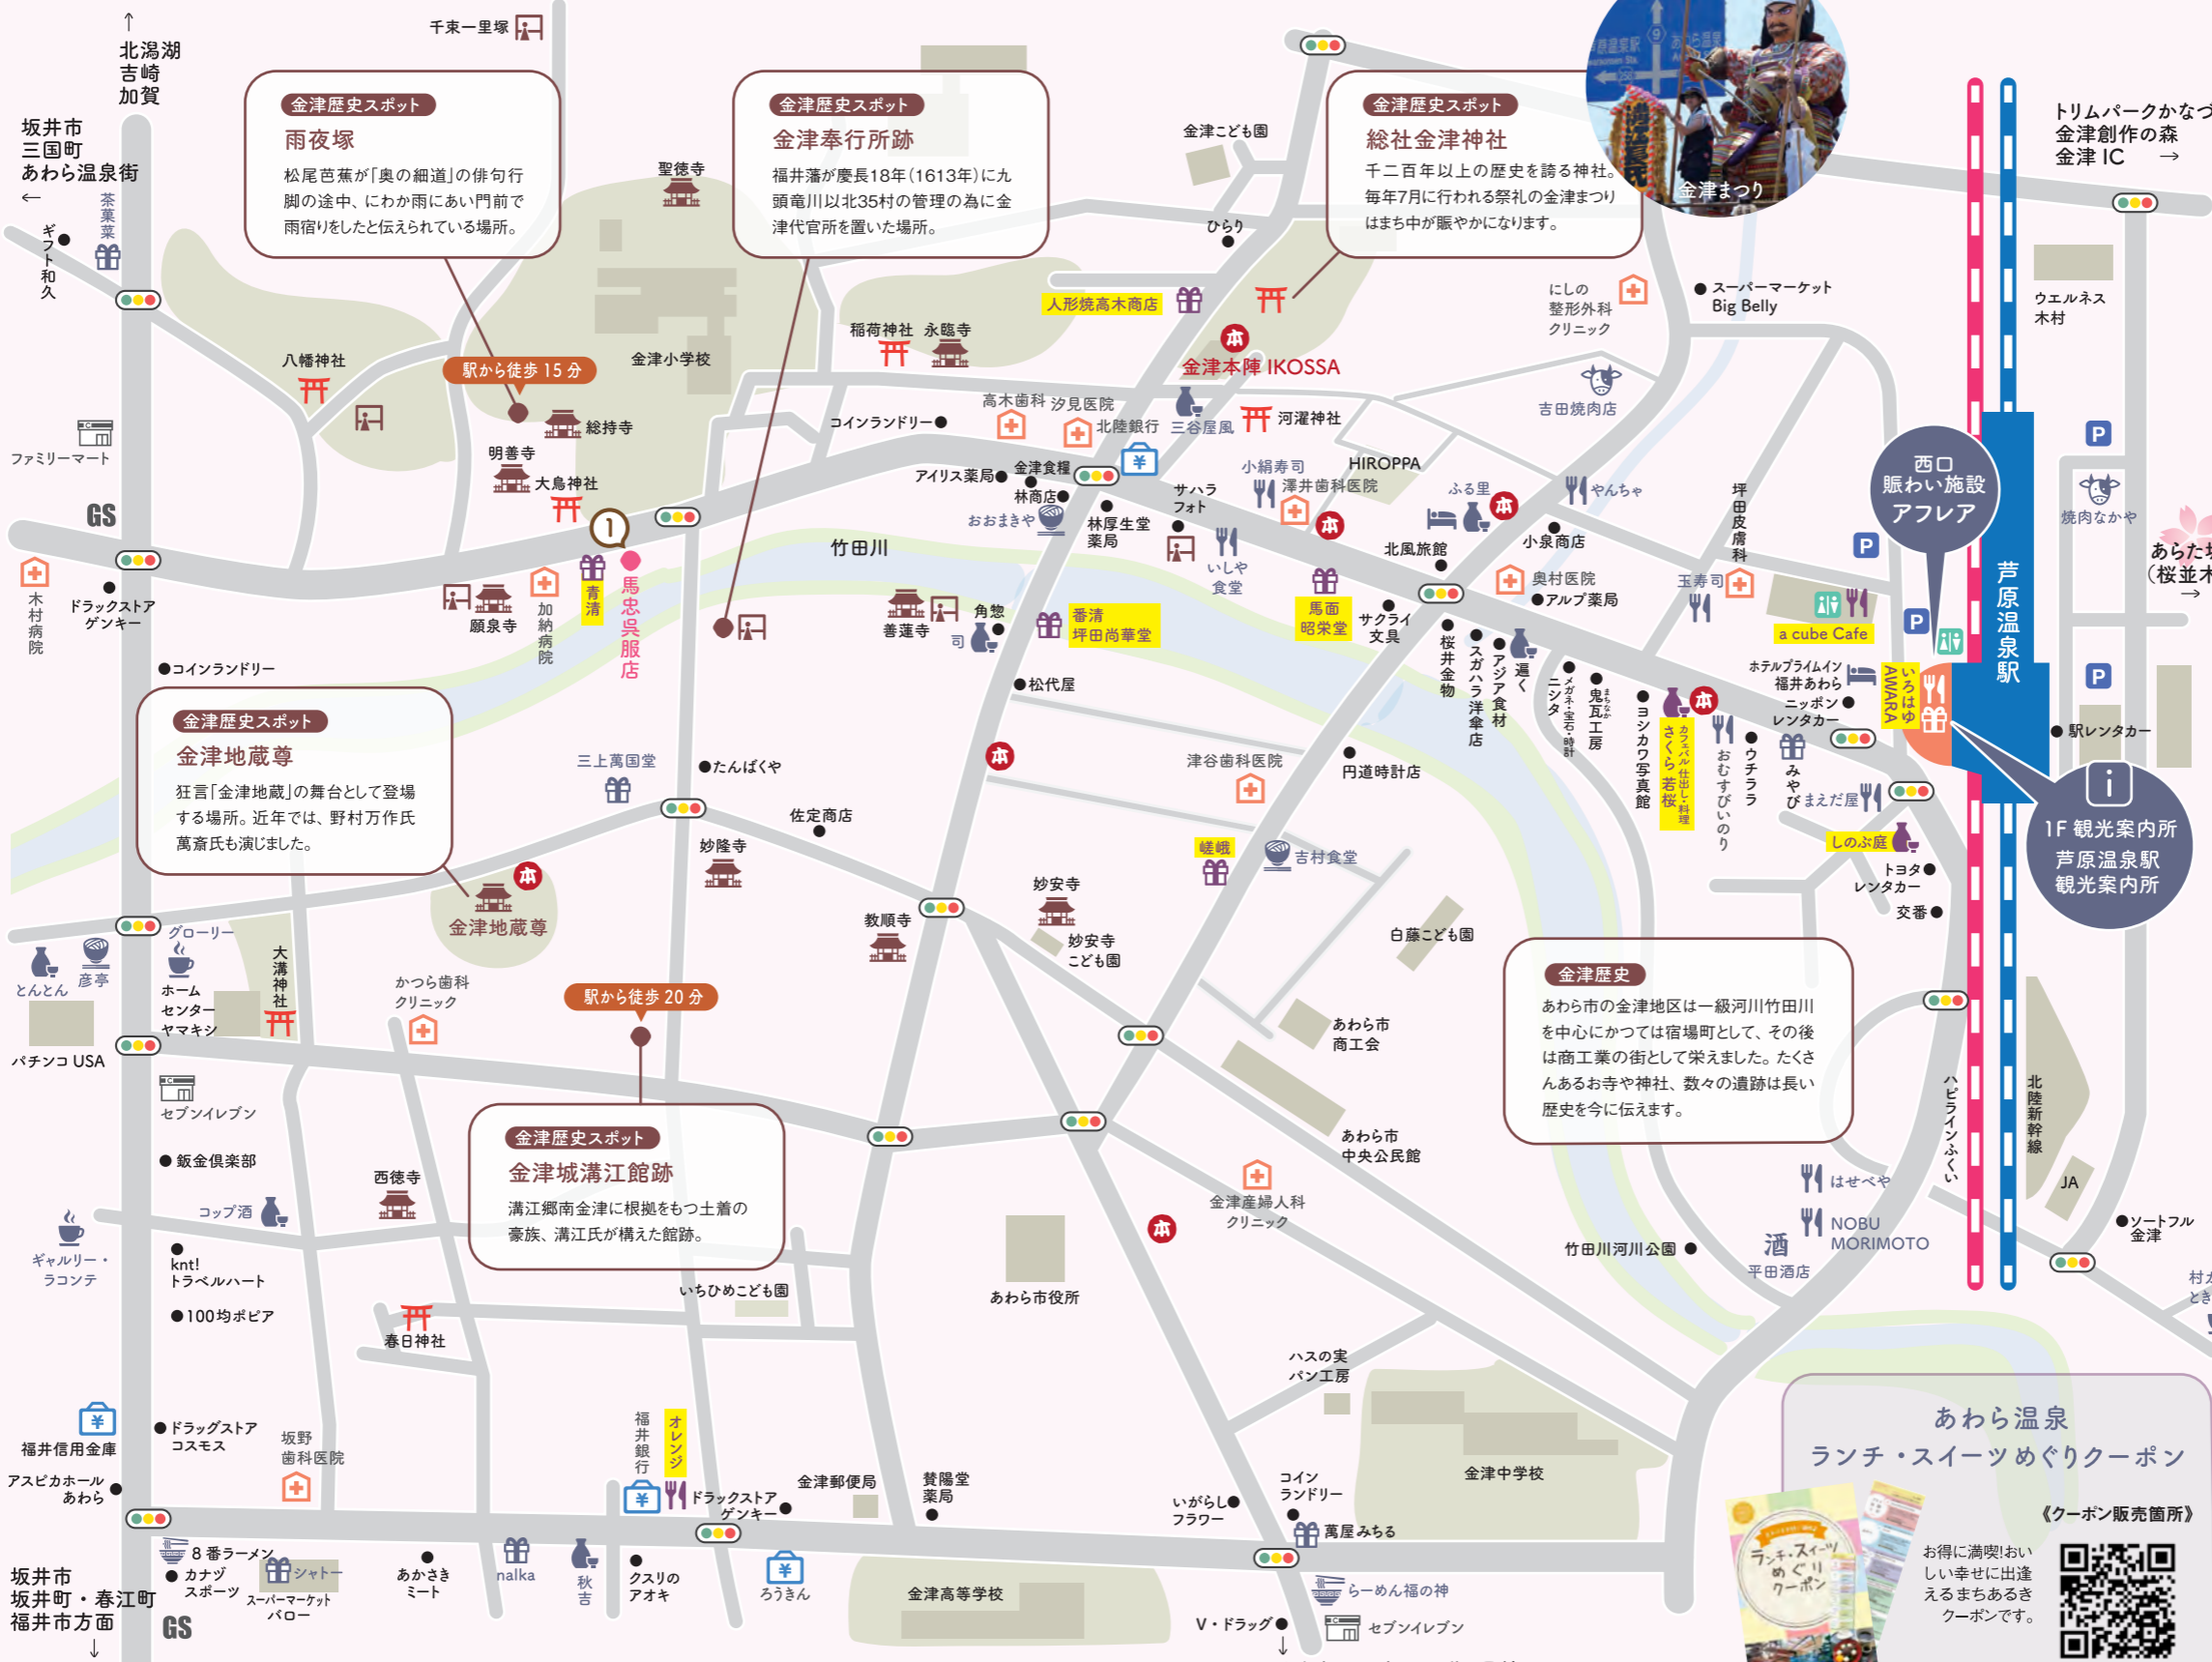 北潟湖
吉崎
加賀
坂井市
三国町
あわら温泉街
←
茶菓菜
ギフト和久
千束一里塚
金津歴史スポット
雨夜塚
松尾芭蕉が「奥の細道」の俳句行
脚の途中、にわか雨にあい門前で
雨宿りをしたと伝えられている場所。
金津歴史スポット
金津奉行所跡
福井藩が慶長18年(1613年)に九
頭竜川以北35村の管理の為に金
津代官所を置いた場所。
金津歴史スポット
総社金津神社
千二百年以上の歴史を誇る神社。
毎年7月に行われる祭礼の金津まつり
はまち中が賑やかになります。
金津まつり
トリムパークかなづ
金津創作の森
金津 IC →
聖徳寺
金津こども園
ひらり
人形焼高木商店
にしの
整形外科
クリニック
スーパーマーケット
Big Belly
ウエルネス
木村
八幡神社
駅から徒歩 15 分
金津小学校
稲荷神社
永臨寺
金津本陣 IKOSSA
吉田焼肉店
ファミリーマート
総持寺
明善寺
大鳥神社
コインランドリー
高木歯科
汐見医院
北陸銀行
三谷屋風
河濯神社
アイリス薬局
金津食糧
林商店
おおまきや
林厚生堂
薬局
サハラ
フォト
小絹寿司
澤井歯科医院
HIROPPA
ふる里
やんちゃ
坪田皮膚科
西口
賑わい施設
アフレア
P
焼肉なかや
GS
木村病院
ドラックストア
ゲンキー
1
願泉寺
加納病院
青清
馬忠呉服店
竹田川
善蓮寺
角惣
司
番清
坪田尚華堂
いしや
食堂
馬面
昭栄堂
サクライ
文具
北風旅館
小泉商店
奥村医院
アルプ薬局
玉寿司
P
a cube Cafe
P
芦原温泉駅
あらた坂
(桜並木
→
コインランドリー
松代屋
桜井金物
スガハラ洋傘店
アジア食材
遥く
メガネ・宝石・時計
ニシタ
まちなか
鬼瓦工房
ヨシカワ写真館
カフェバル 仕出し・料理
さくら 若桜
おむすびいのり
ウチララ
みやび
ホテルプライムイン
福井あわら
ニッポン
レンタカー
いろはゆ
AWARA
P
駅レンタカー
金津歴史スポット
金津地蔵尊
狂言「金津地蔵」の舞台として登場
する場所。近年では、野村万作氏
萬斎氏も演じました。
三上萬国堂
たんぱくや
佐定商店
津谷歯科医院
円道時計店
まえだ屋
しのぶ庭
トヨタ
レンタカー
交番
i
1F 観光案内所
芦原温泉駅
観光案内所
金津地蔵尊
妙隆寺
教順寺
妙安寺
妙安寺
こども園
嵯峨
吉村食堂
白藤こども園
グローリー
とんとん
彦亭
ホーム
センター
ヤマキシ
大溝神社
パチンコ USA
かつら歯科
クリニック
駅から徒歩 20 分
あわら市
商工会
金津歴史
あわら市の金津地区は一級河川竹田川
を中心にかつては宿場町として、その後
は商工業の街として栄えました。たくさ
んあるお寺や神社、数々の遺跡は長い
歴史を今に伝えます。
ハピラインふくい
北陸新幹線
セブンイレブン
鈑金倶楽部
コップ酒
西徳寺
金津歴史スポット
金津城溝江館跡
溝江郷南金津に根拠をもつ土着の
豪族、溝江氏が構えた館跡。
あわら市
中央公民館
金津産婦人科
クリニック
はせべや
NOBU
MORIMOTO
酒
平田酒店
竹田川河川公園
JA
ソートフル
金津
ギャルリー・
ラコンテ
knt!
トラベルハート
100均ポピア
春日神社
いちひめこども園
あわら市役所
ハスの実
パン工房
金津中学校
福井信用金庫
アスピカホール
あわら
ドラッグストア
コスモス
坂野
歯科医院
福井銀行
オレンジ
ドラックストア
ゲンキー
金津郵便局
賛陽堂
薬局
いがらし
フラワー
コイン
ランドリー
萬屋みちる
あわら温泉
ランチ・スイーツめぐりクーポン
《クーポン販売箇所》
お得に満喫!おい
しい幸せに出逢
えるまちあるき
クーポンです。
ランチ・スイーツ
めぐり
クーポン
坂井市
坂井町・春江町
福井市方面
↓
8番ラーメン
カナヅ
スポーツ
シャトー
スーパーマーケット
バロー
GS
あかさき
ミート
nalka
秋吉
クスリの
アオキ
ろうきん
金津高等学校
らーめん福の神
V・ドラッグ
↓
セブンイレブン